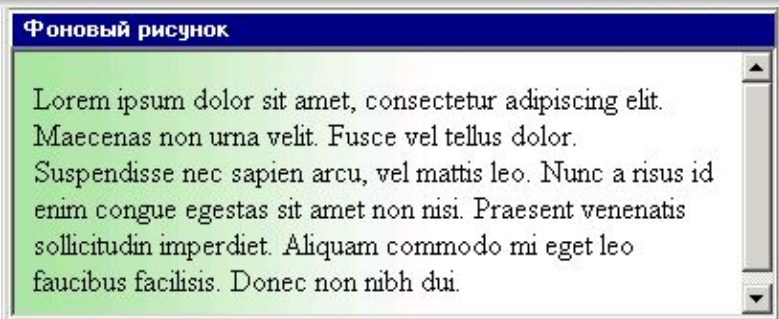 Фоновый рисунок
Lorem ipsum dolor sit amet, consectetur adipiscing elit.
Maecenas non urna velit. Fusce vel tellus dolor.
Suspendisse nec sapien arcu, vel mattis leo. Nunc a risus id
enim congue egestas sit amet non nisi. Praesent venenatis
sollicitudin imperdiet. Aliquam commodo mi eget leo
faucibus facilisis. Donec non nibh dui.